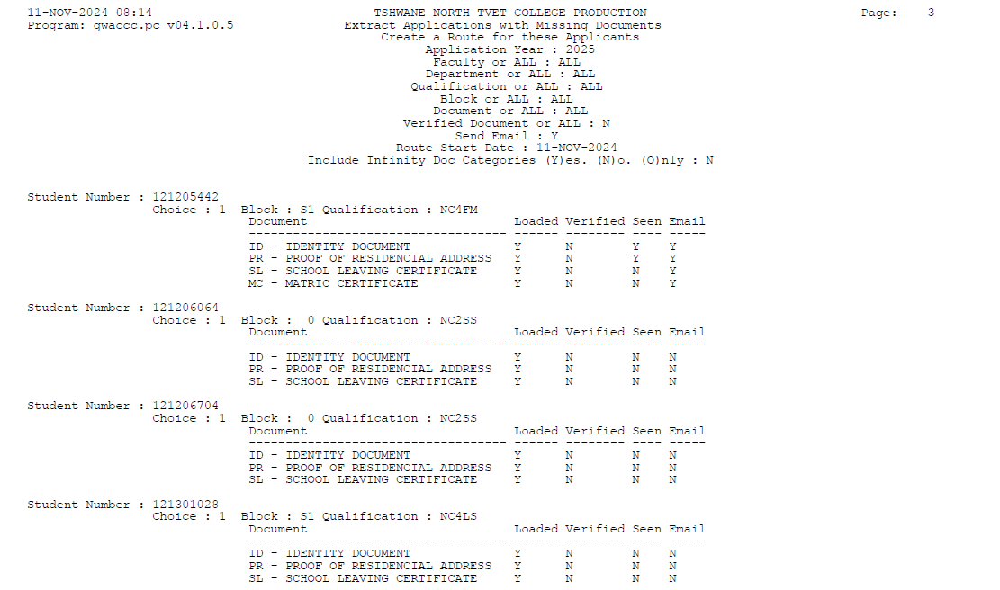 11-NOV-2024 08:14 TSHWANE NORTH TVET COLLEGE PRODUCTION Page: 3
Program: gwaccc.pc v04.1.0.5 Extract Applications with Missing Documents
Create a Route for these Applicants
Application Year : 2025
Faculty or ALL : ALL
Department or ALL : ALL
Qualification or ALL : ALL
Block or ALL : ALL
Document or ALL : ALL
Verified Document or ALL : N
Send Email : Y
Route Start Date : 11-NOV-2024
Include Infinity Doc Categories (Y)es. (N)o. (O)nly : N
Student Number : 121205442
Choice : 1 Block : S1 Qualification : NC4FM
Document Loaded Verified Seen Email
----------------------------------- ------ -------- ---- -----
ID - IDENTITY DOCUMENT Y N Y Y
PR - PROOF OF RESIDENCIAL ADDRESS Y N Y Y
SL - SCHOOL LEAVING CERTIFICATE Y N N Y
MC - MATRIC CERTIFICATE Y N N Y
Student Number : 121206064
Choice : 1 Block : 0 Qualification : NC2SS
Document Loaded Verified Seen Email
----------------------------------- ------ -------- ---- -----
ID - IDENTITY DOCUMENT Y N N N
PR - PROOF OF RESIDENCIAL ADDRESS Y N N N
SL - SCHOOL LEAVING CERTIFICATE Y N N N
Student Number : 121206704
Choice : 1 Block : 0 Qualification : NC2SS
Document Loaded Verified Seen Email
----------------------------------- ------ -------- ---- -----
ID - IDENTITY DOCUMENT Y N N N
PR - PROOF OF RESIDENCIAL ADDRESS Y N N N
SL - SCHOOL LEAVING CERTIFICATE Y N N N
Student Number : 121301028
Choice : 1 Block : S1 Qualification : NC4LS
Document Loaded Verified Seen Email
----------------------------------- ------ -------- ---- -----
ID - IDENTITY DOCUMENT Y N N N
PR - PROOF OF RESIDENCIAL ADDRESS Y N N N
SL - SCHOOL LEAVING CERTIFICATE Y N N N